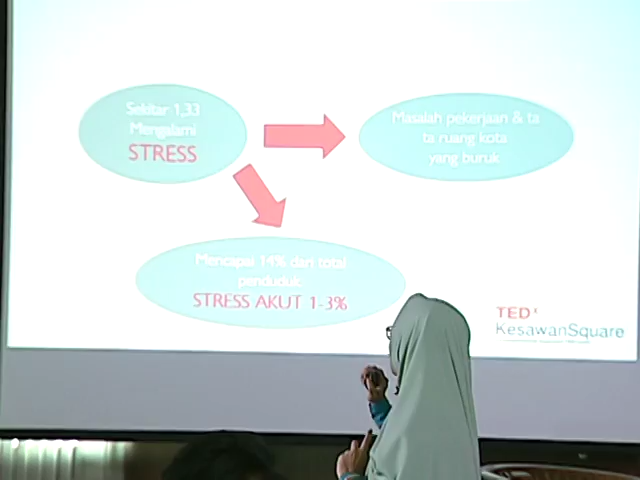 Sekitar 1,33
Mengalami
STRESS
Masalah pekerjaan & ta
ta ruang kota
yang buruk
Mencapai 14% dari total
penduduk
STRESS AKUT 1-3%
TEDx
KesawanSquare